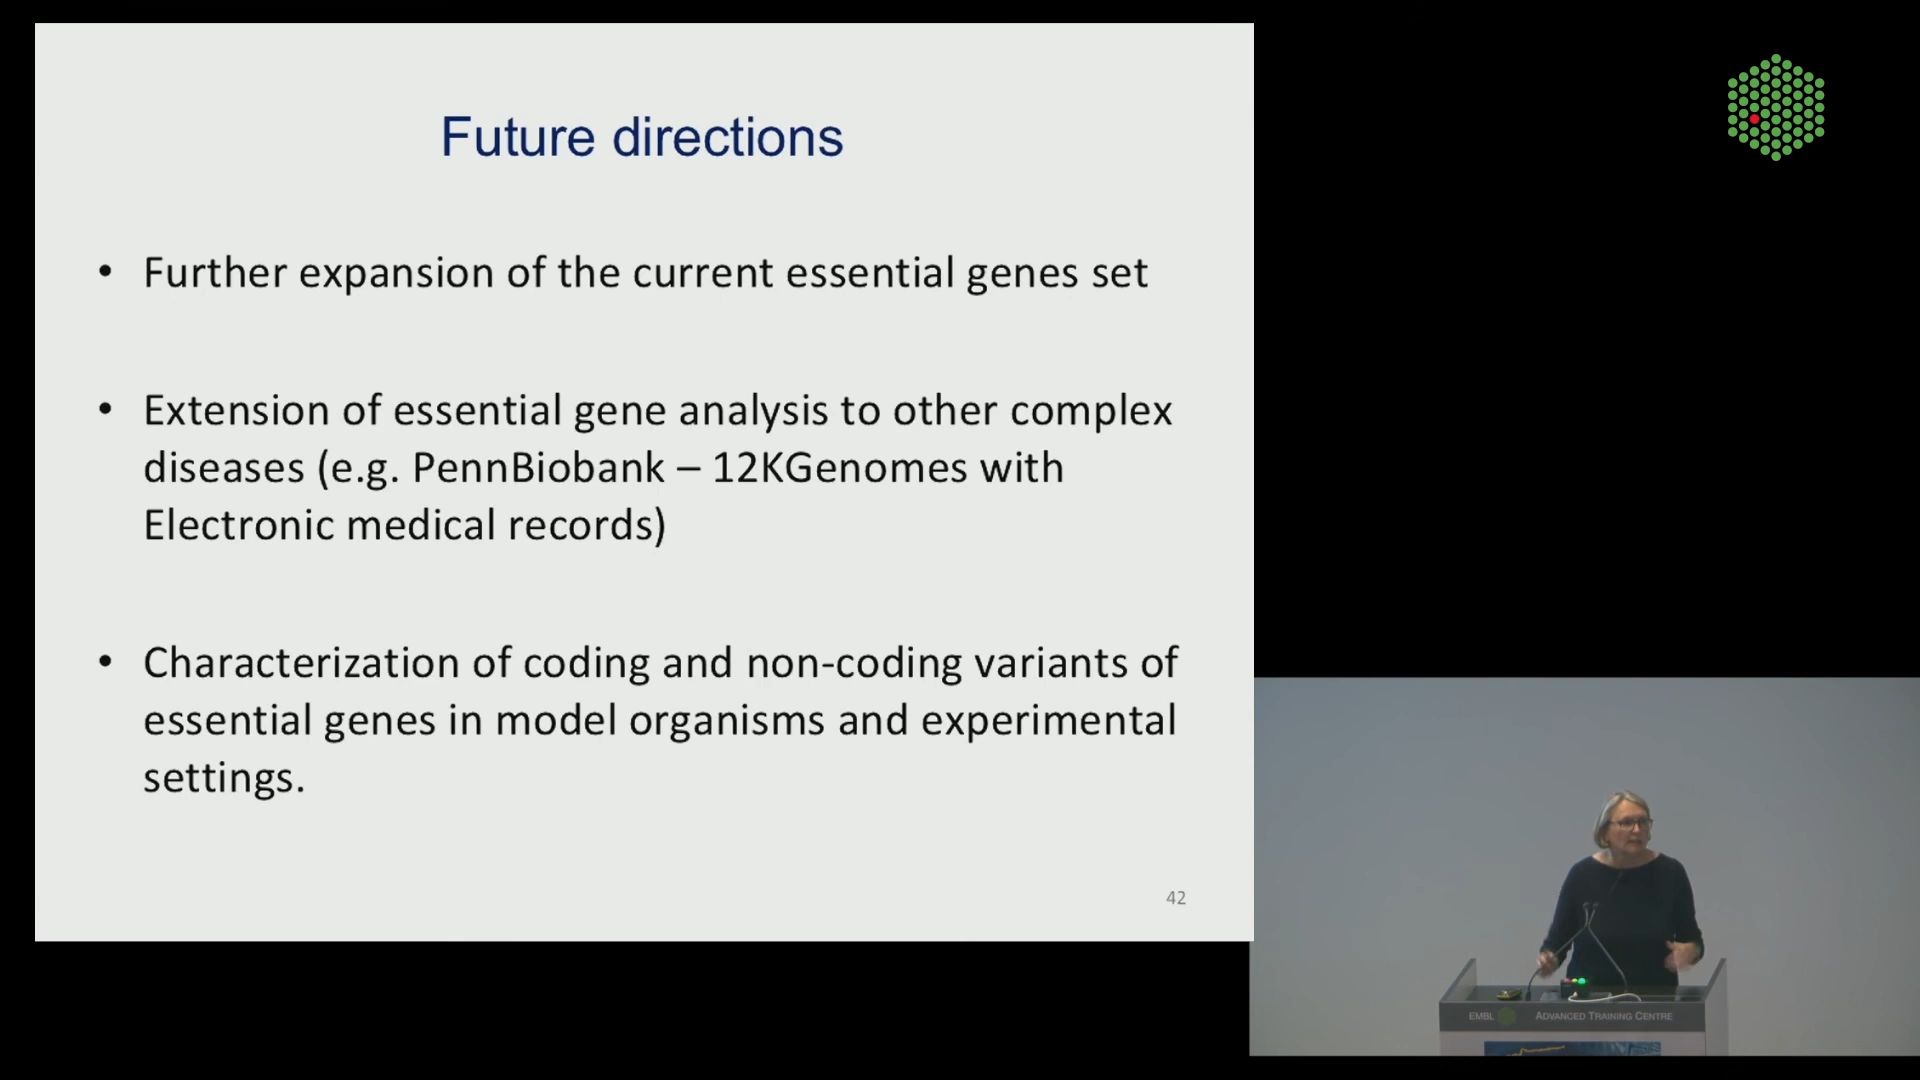 Future directions
• Further expansion of the current essential genes set
• Extension of essential gene analysis to other complex
diseases (e.g. PennBiobank – 12KGenomes with
Electronic medical records)
• Characterization of coding and non-coding variants of
essential genes in model organisms and experimental
settings.
42
EMBL ADVANCED TRAINING CENTRE